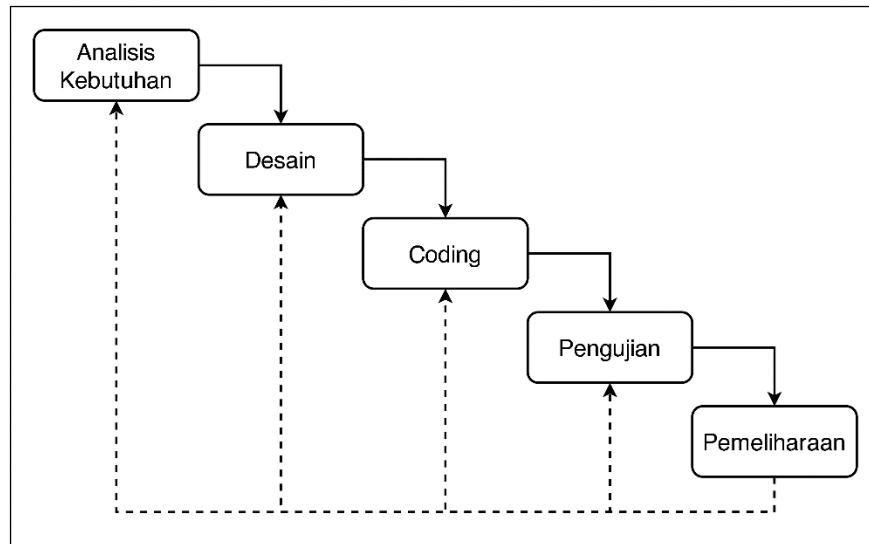 Analisis
Kebutuhan
Desain
Coding
Pengujian
Pemeliharaan